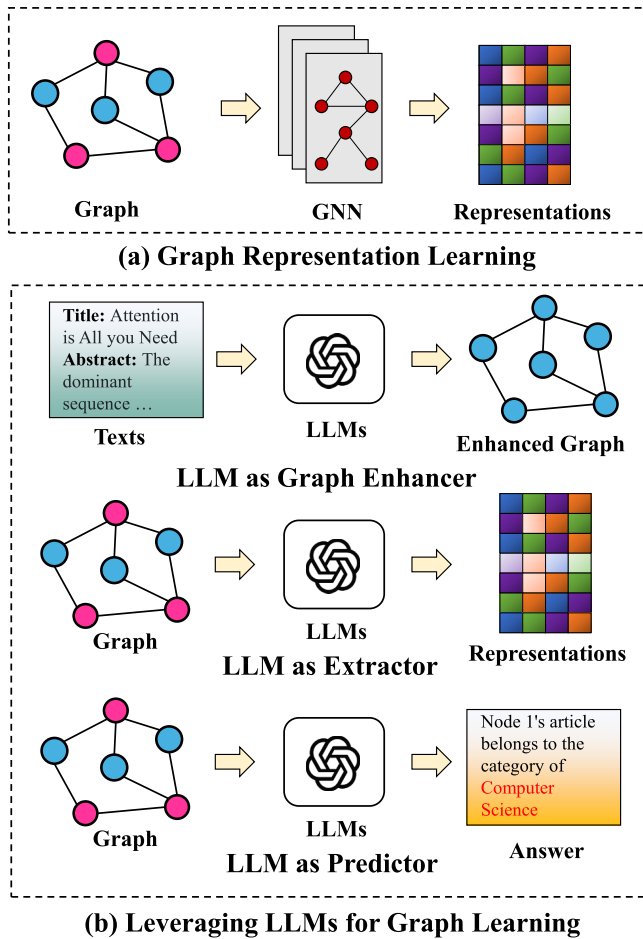 Graph
GNN
Representations
(a) Graph Representation Learning
Title: Attention
is All you Need
Abstract: The
dominant
sequence ...
Texts
LLMs
Enhanced Graph
LLM as Graph Enhancer
Graph
LLMs
Representations
LLM as Extractor
Node 1's article
belongs to the
category of
Computer
Science
Graph
LLMs
Answer
LLM as Predictor
(b) Leveraging LLMs for Graph Learning